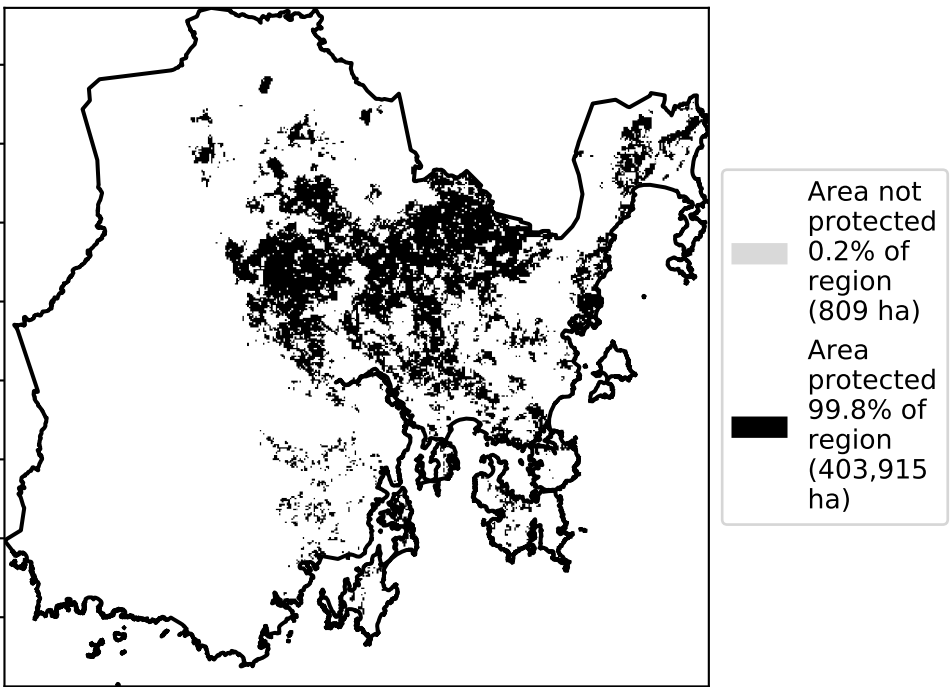 Area not
protected
0.2% of
region
(809 ha)
Area
protected
99.8% of
region
(403,915
ha)